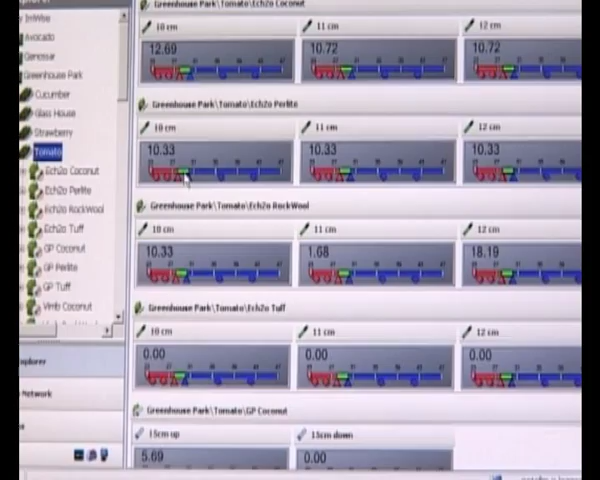 Greenhouse Park\Tomato\Ech2o Coconut
10 cm 11 cm 12 cm
12.69 10.72 10.72
Greenhouse Park\Tomato\Ech2o Perlite
10 cm 11 cm 12 cm
10.33 10.33 10.33
Greenhouse Park\Tomato\Ech2o RockWool
10 cm 11 cm 12 cm
10.33 1.68 18.19
Greenhouse Park\Tomato\Ech2o Tuff
10 cm 11 cm 12 cm
0.00 0.00 0.00
Greenhouse Park\Tomato\GP Coconut
15cm up 15cm down
5.69 0.00
Avocado
Greenhouse Park
Cucumber
Glass House
Strawberry
Tomato
Ech2o Coconut
Ech2o Perlite
Ech2o RockWool
Ech2o Tuff
GP Coconut
GP Perlite
GP Tuff
Vmb Coconut
Network